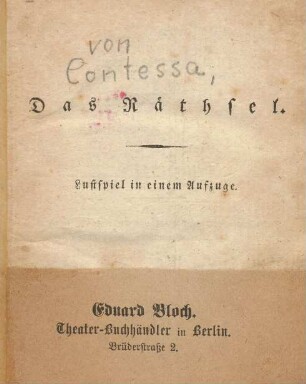 von
Contessa,
Das Räthsel.
Lustspiel in einem Aufzuge.
Eduard Bloch.
Theater-Buchhändler in Berlin.
Brüderstraße 2.